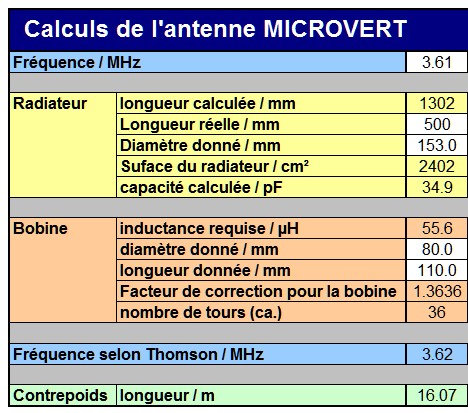 Calculs de l'antenne MICROVERT
Fréquence / MHz 3.61
Radiateur longueur calculée / mm 1302
Longueur réelle / mm 500
Diamètre donné / mm 153.0
Suface du radiateur / cm² 2402
capacité calculée / pF 34.9
Bobine inductance requise / µH 55.6
diamètre donné / mm 80.0
longueur donnée / mm 110.0
Facteur de correction pour la bobine 1.3636
nombre de tours (ca.) 36
Fréquence selon Thomson / MHz 3.62
Contrepoids longueur / m 16.07